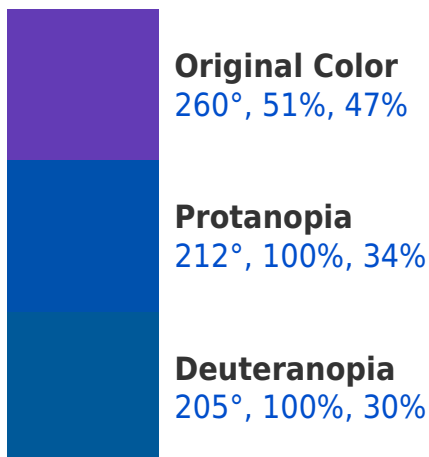 Original Color
260°, 51%, 47%
Protanopia
212°, 100%, 34%
Deuteranopia
205°, 100%, 30%